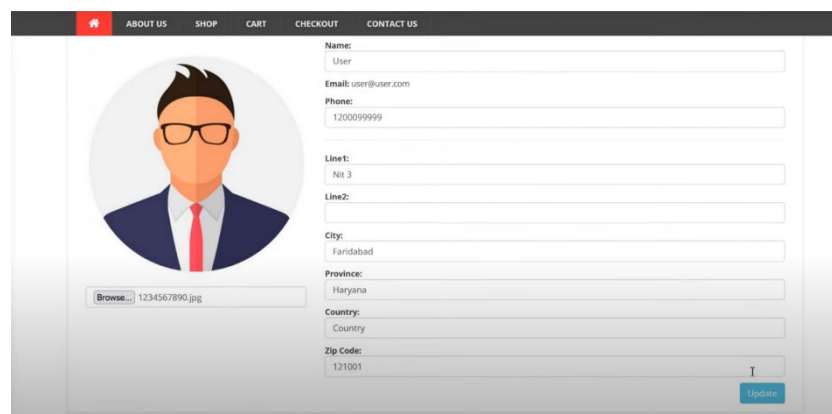 ABOUT US SHOP CART CHECKOUT CONTACT US
Name:
User
Email: user@user.com
Phone:
1200099999
Line1:
Nit 3
Line2:
City:
Faridabad
Province:
Haryana
Browse... 1234567890.jpg
Country:
Country
Zip Code:
121001
Update